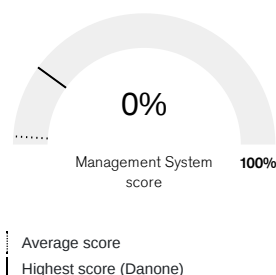 0%
Management System
score
100%
Average score
Highest score (Danone)